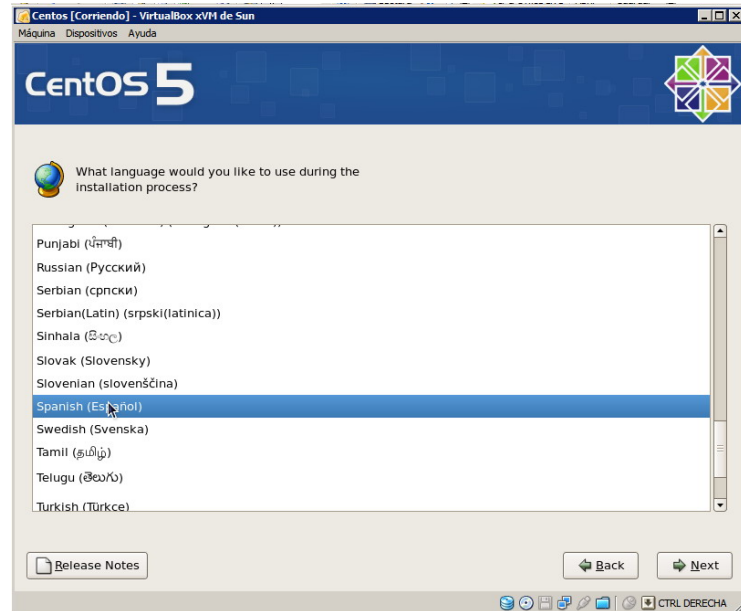 Centos [Corriendo] - VirtualBox xVM de Sun
Máquina Dispositivos Ayuda
CentOS 5
What language would you like to use during the
installation process?
Punjabi (ਪੰਜਾਬੀ)
Russian (Русский)
Serbian (српски)
Serbian(Latin) (srpski(latinica))
Sinhala (සිංහල)
Slovak (Slovensky)
Slovenian (slovenščina)
Spanish (Español)
Swedish (Svenska)
Tamil (தமிழ்)
Telugu (తెలుగు)
Turkish (Türkçe)
Release Notes
Back
Next
CTRL DERECHA